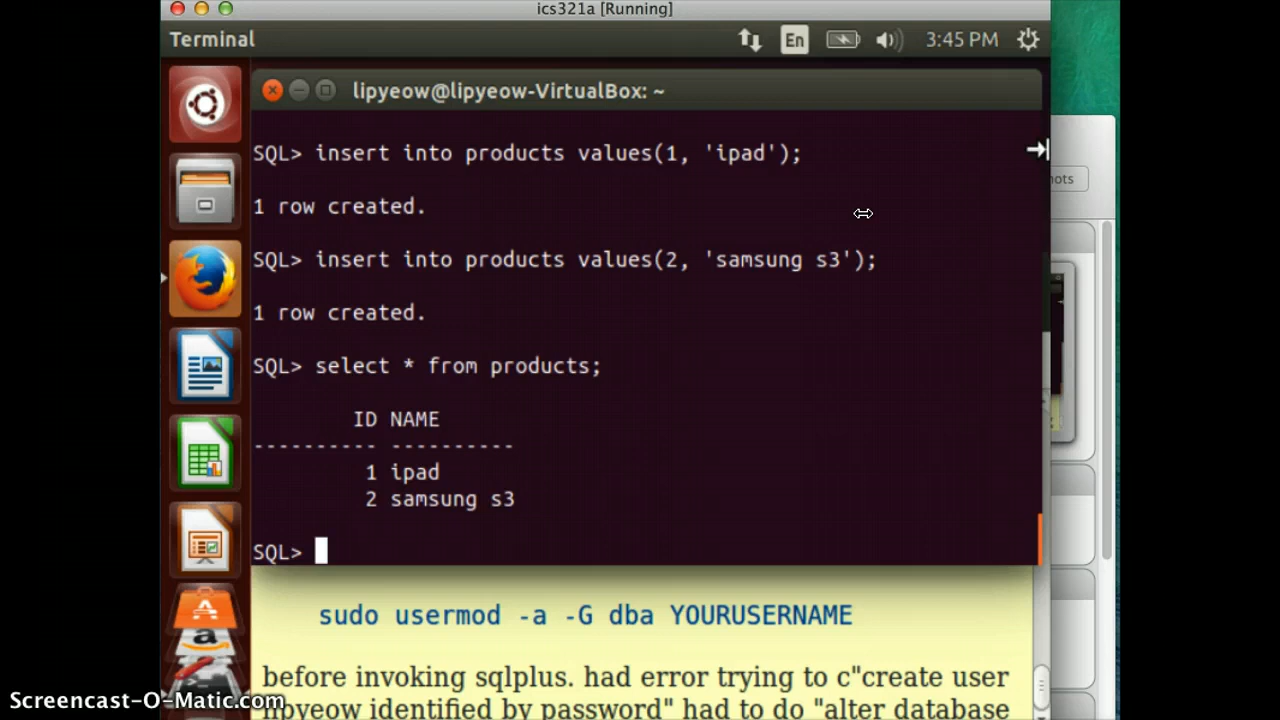 ics321a [Running]
Terminal
En
3:45 PM
lipyeow@lipyeow-VirtualBox: ~
SQL> insert into products values(1, 'ipad');
1 row created.
SQL> insert into products values(2, 'samsung s3');
1 row created.
SQL> select * from products;
ID NAME
---------- ----------
1 ipad
2 samsung s3
SQL>
sudo usermod -a -G dba YOURUSERNAME
before invoking sqlplus. had error trying to c"create user
lipyeow identified by password" had to do "alter database
Screencast-O-Matic.com